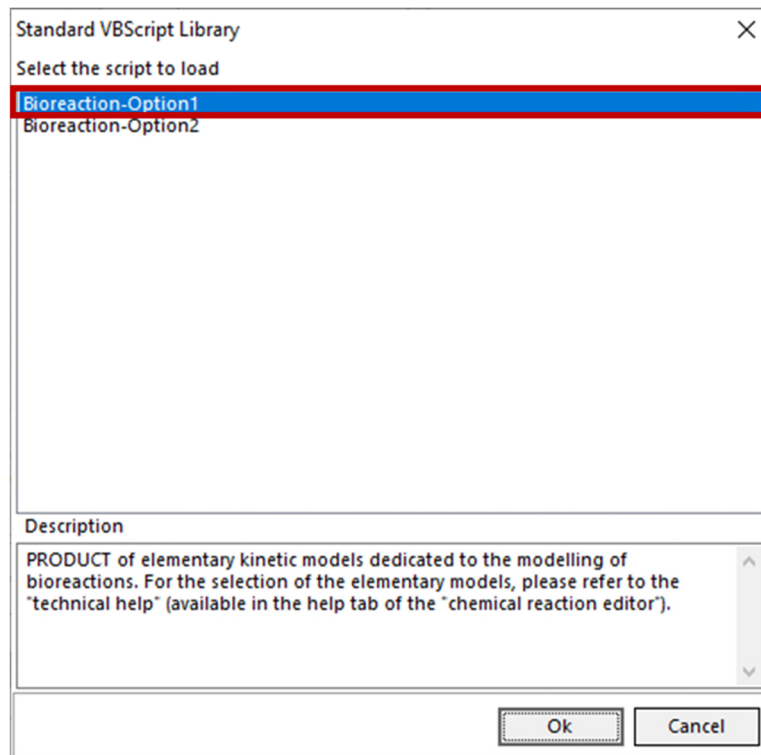 Standard VBScript Library
Select the script to load
Bioreaction-Option1
Bioreaction-Option2
Description
PRODUCT of elementary kinetic models dedicated to the modelling of
bioreactions. For the selection of the elementary models, please refer to the
"technical help" (available in the help tab of the "chemical reaction editor").
Ok
Cancel